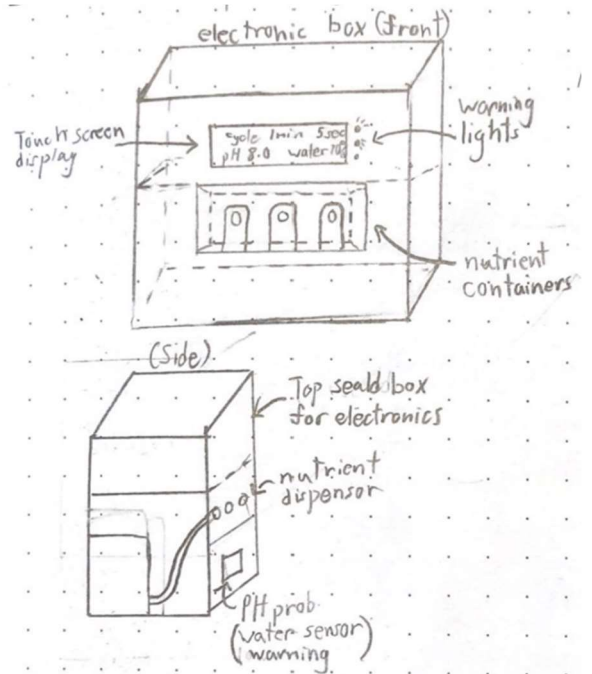 electronic box (front)
Touch screen
display
cycle 1min 5sec
pH 8.0 water
warning
lights
nutrient
containers
(Side)
Top seald box
for electronics
nutrient
dispensor
PH prob
(water sensor)
(warning